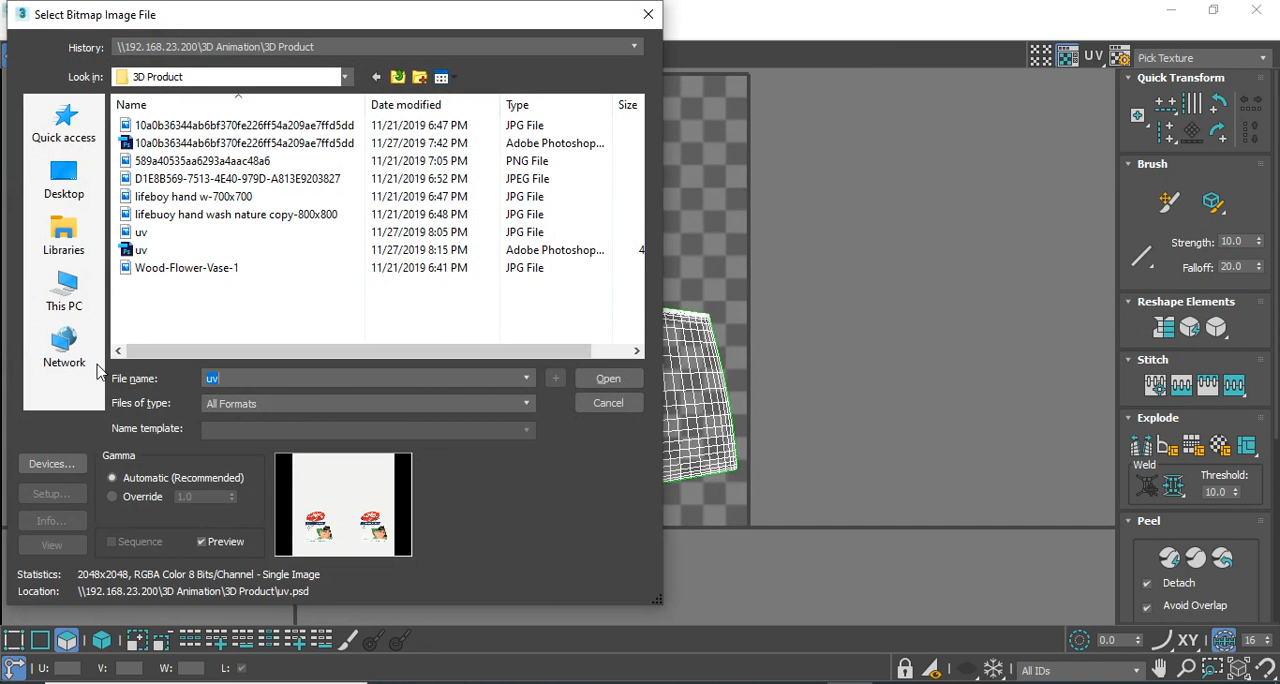 3 Select Bitmap Image File
History: \\192.168.23.200\3D Animation\3D Product
Look in: 3D Product
Pick Texture
UV
Name Date modified Type Size
10a0b36344ab6bf370fe226ff54a209ae7ffd5dd 11/21/2019 6:47 PM JPG File
10a0b36344ab6bf370fe226ff54a209ae7ffd5dd 11/27/2019 7:42 PM Adobe Photoshop...
589a40535aa6293a4aac48a6 11/21/2019 7:05 PM PNG File
D1E8B569-7513-4E40-979D-A813E9203827 11/21/2019 6:52 PM JPEG File
lifeboy hand w-700x700 11/21/2019 6:47 PM JPG File
lifebuoy hand wash nature copy-800x800 11/21/2019 6:48 PM JPG File
uv 11/27/2019 8:05 PM JPG File
uv 11/27/2019 8:15 PM Adobe Photoshop... 4
Wood-Flower-Vase-1 11/21/2019 6:41 PM JPG File
Quick access
Desktop
Libraries
This PC
Network
File name: uv Open
Files of type: All Formats Cancel
Name template:
Devices...
Setup...
Info...
View
Gamma
Automatic (Recommended)
Override 1.0
Sequence Preview
Statistics: 2048x2048, RGBA Color 8 Bits/Channel - Single Image
Location: \\192.168.23.200\3D Animation\3D Product\uv.psd
Quick Transform
Brush
Strength: 10.0
Falloff: 20.0
Reshape Elements
Stitch
Explode
Weld
Threshold:
10.0
Peel
Detach
Avoid Overlap
0.0 XY 16
U: V: W: L:
All IDs